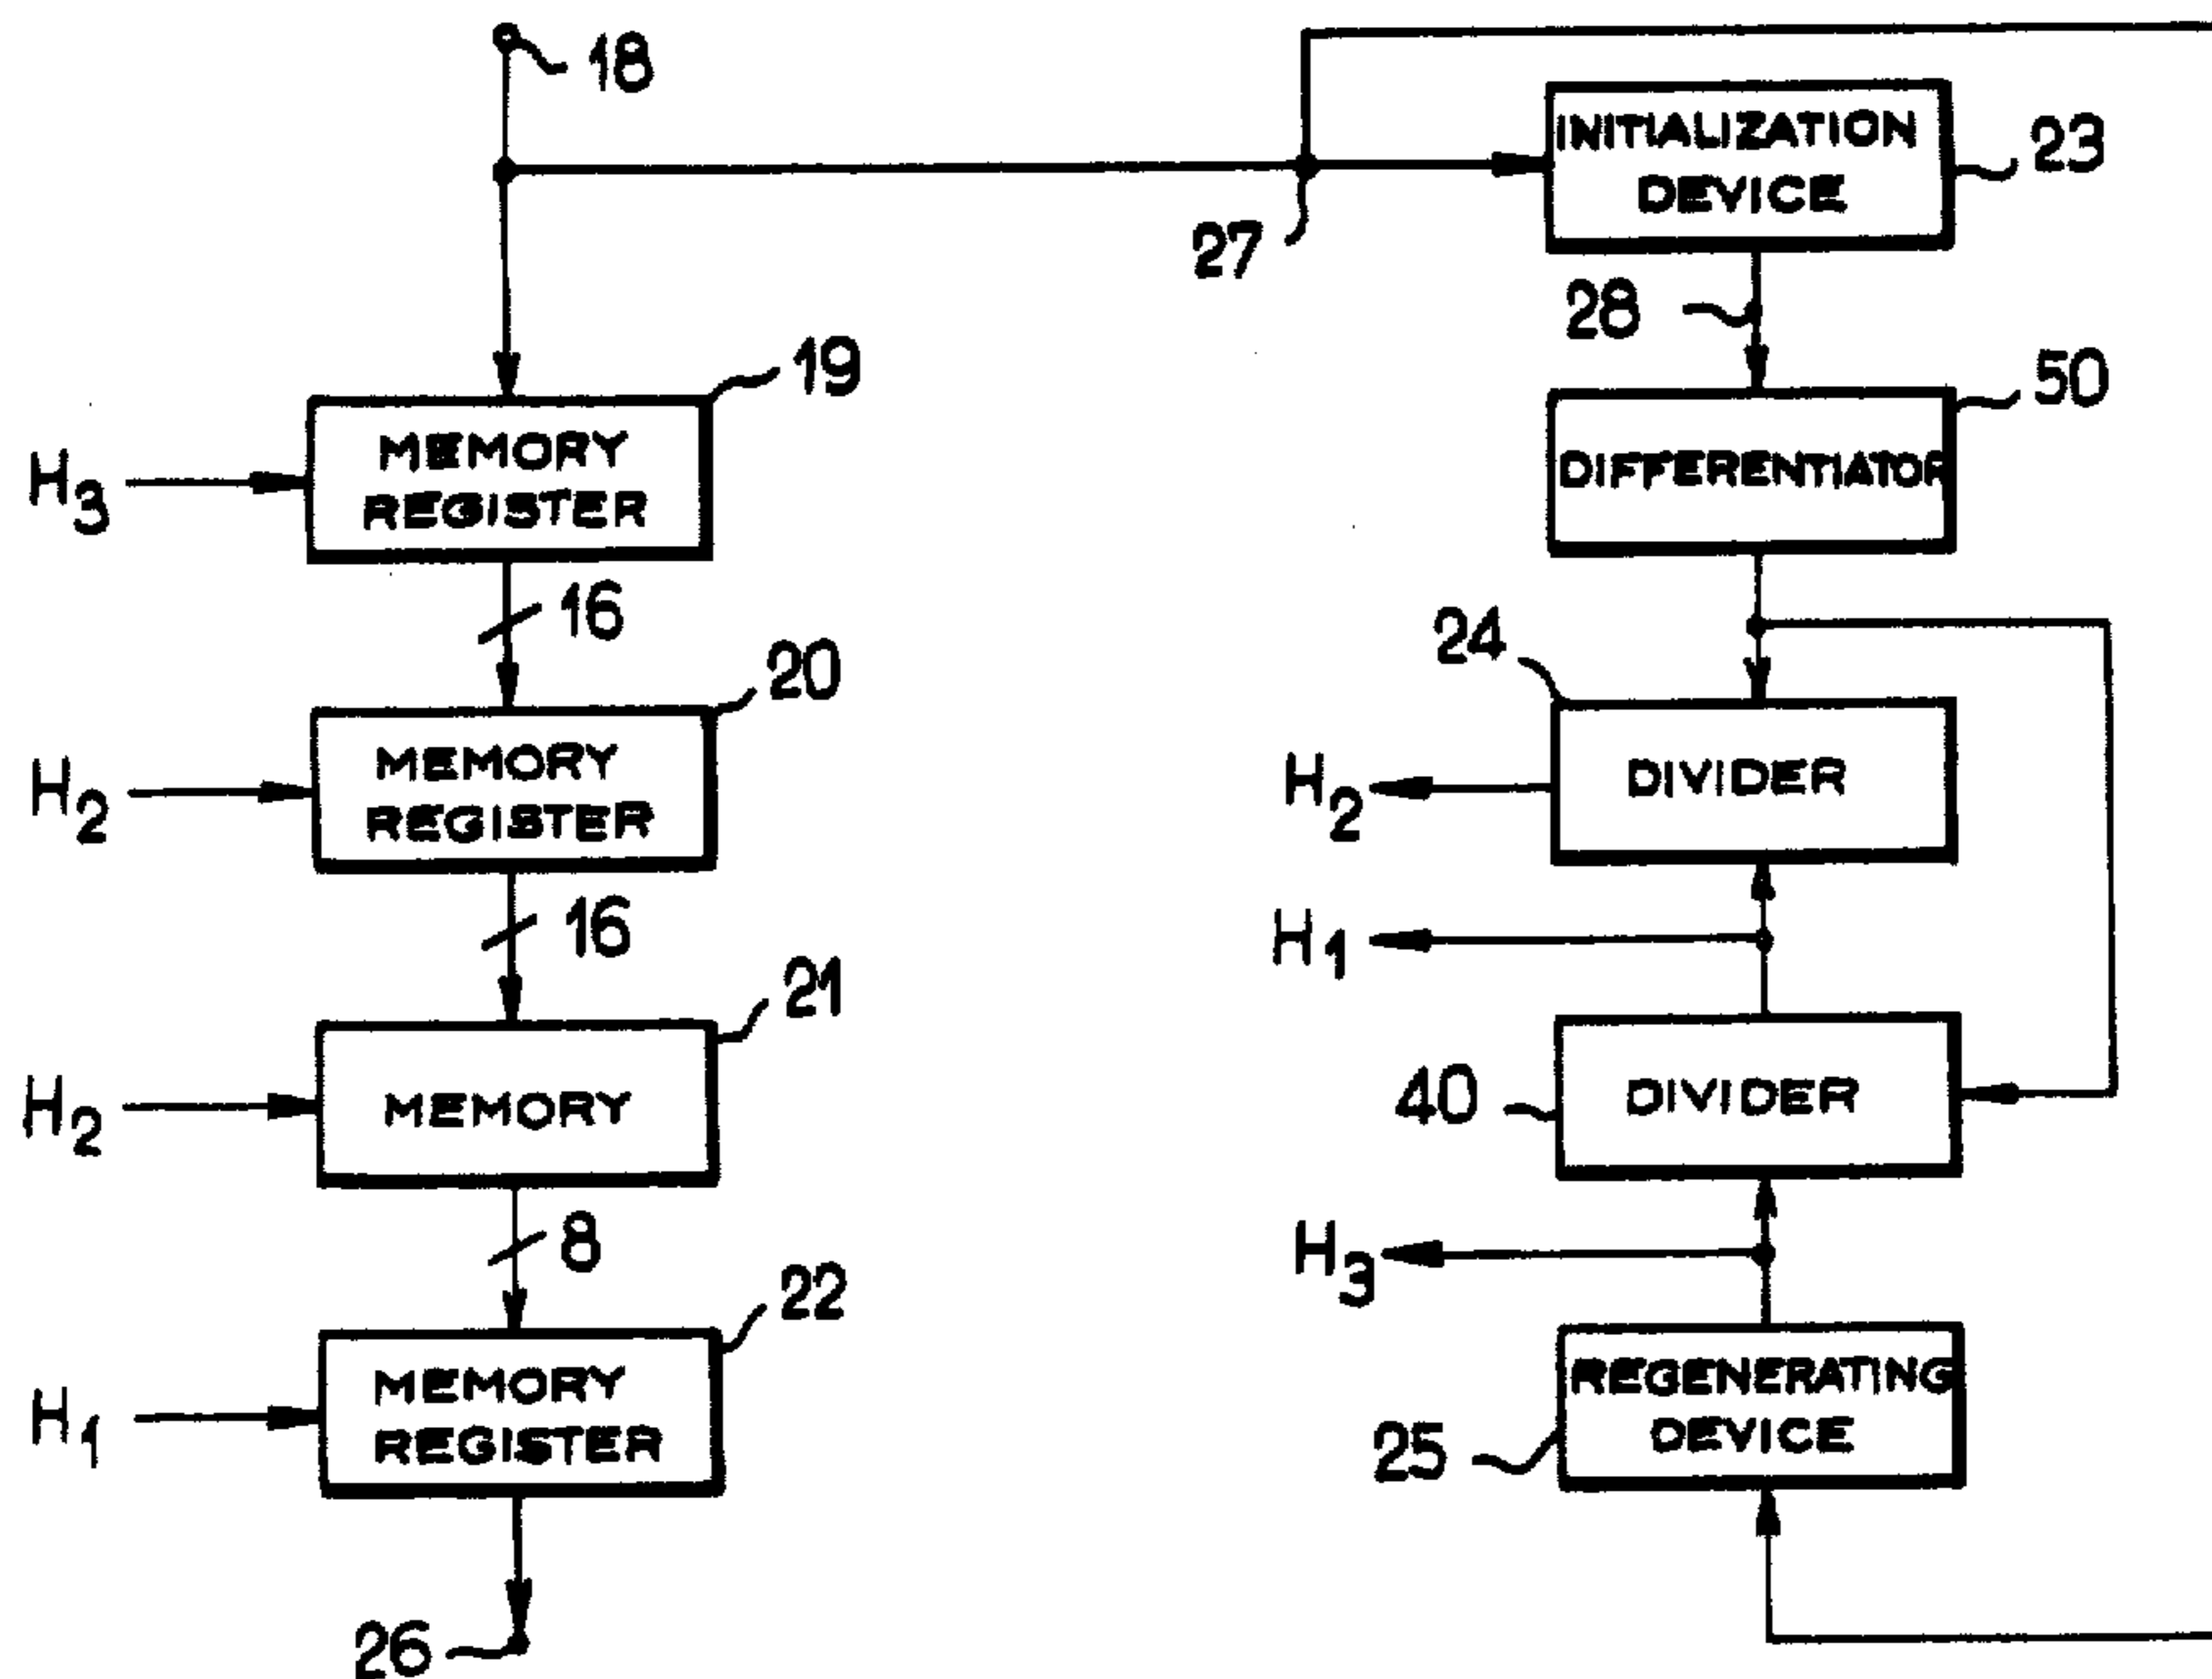 18
INITIALIZATION
DEVICE
23
27
28
19
MEMORY
REGISTER
H3
50
DIFFERENTIATOR
16
24
20
MEMORY
REGISTER
H2
DIVIDER
H2
16
H1
21
MEMORY
H2
40
DIVIDER
8
H3
22
MEMORY
REGISTER
H1
REGENERATING
DEVICE
25
26